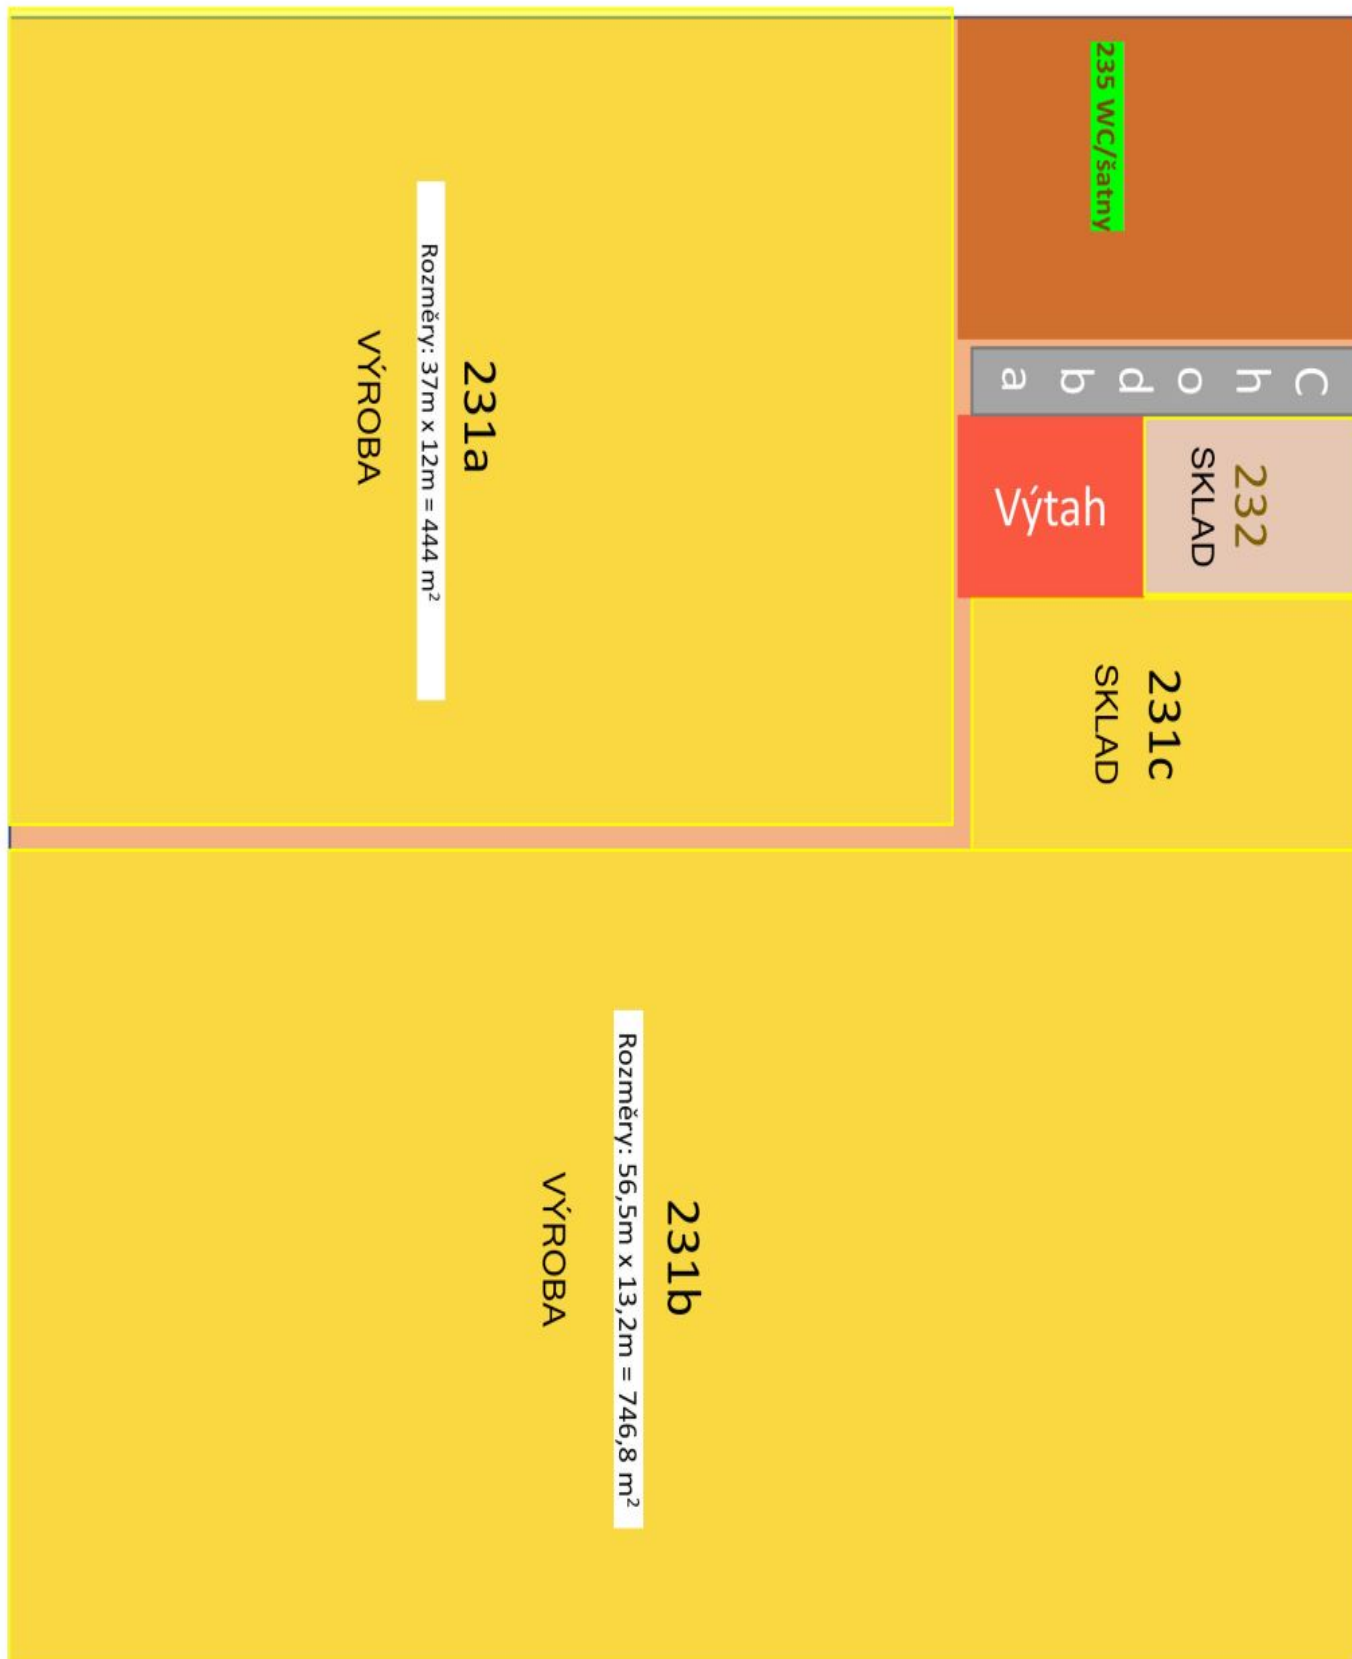 235 WC/šatny
Chodba
232
SKLAD
Výtah
231c
SKLAD
231a
Rozměry: 37m x 12m = 444 m²
VÝROBA
231b
Rozměry: 56,5m x 13,2m = 746,8 m²
VÝROBA